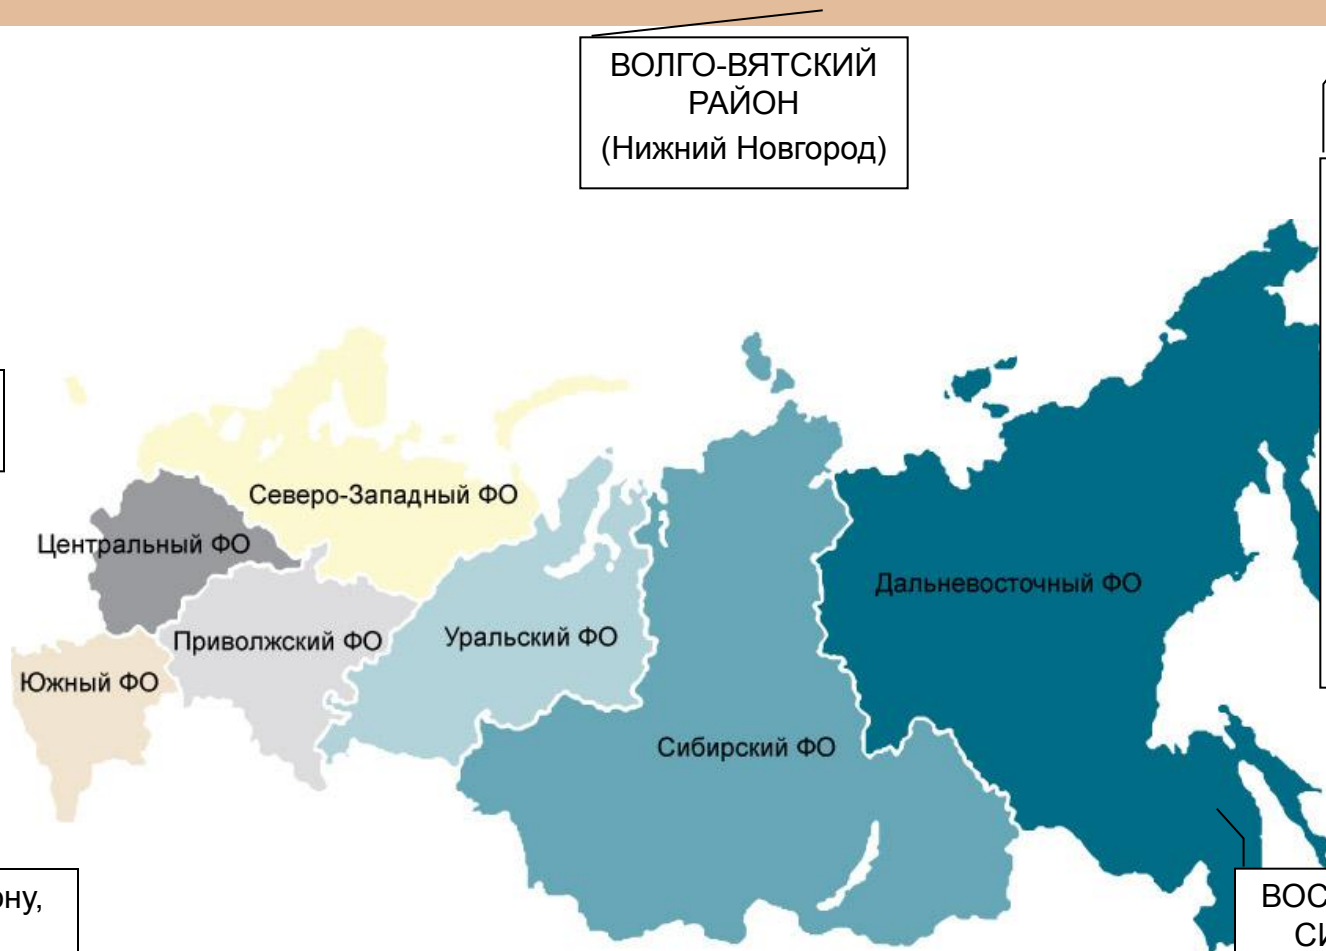 ВОЛГО-ВЯТСКИЙ
РАЙОН
(Нижний Новгород)
Северо-Западный ФО
Центральный ФО
Дальневосточный ФО
Приволжский ФО
Уральский ФО
Южный ФО
Сибирский ФО
ну,
ВОС
СИ